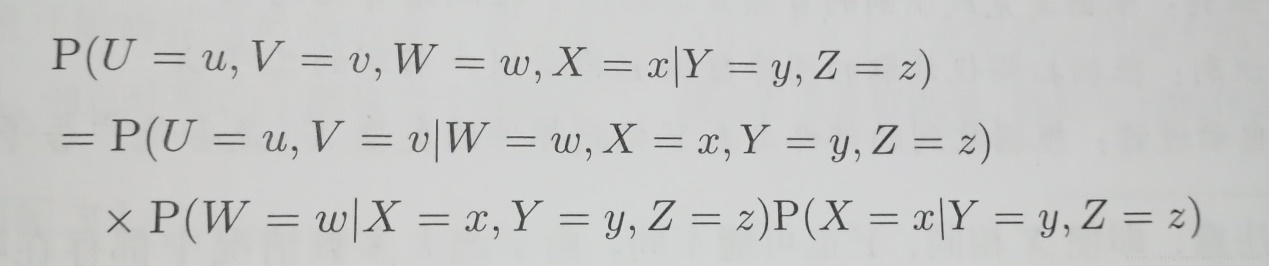 P(U = u, V = v, W = w, X = x|Y = y, Z = z)
= P(U = u, V = v|W = w, X = x, Y = y, Z = z)
× P(W = w|X = x, Y = y, Z = z)P(X = x|Y = y, Z = z)